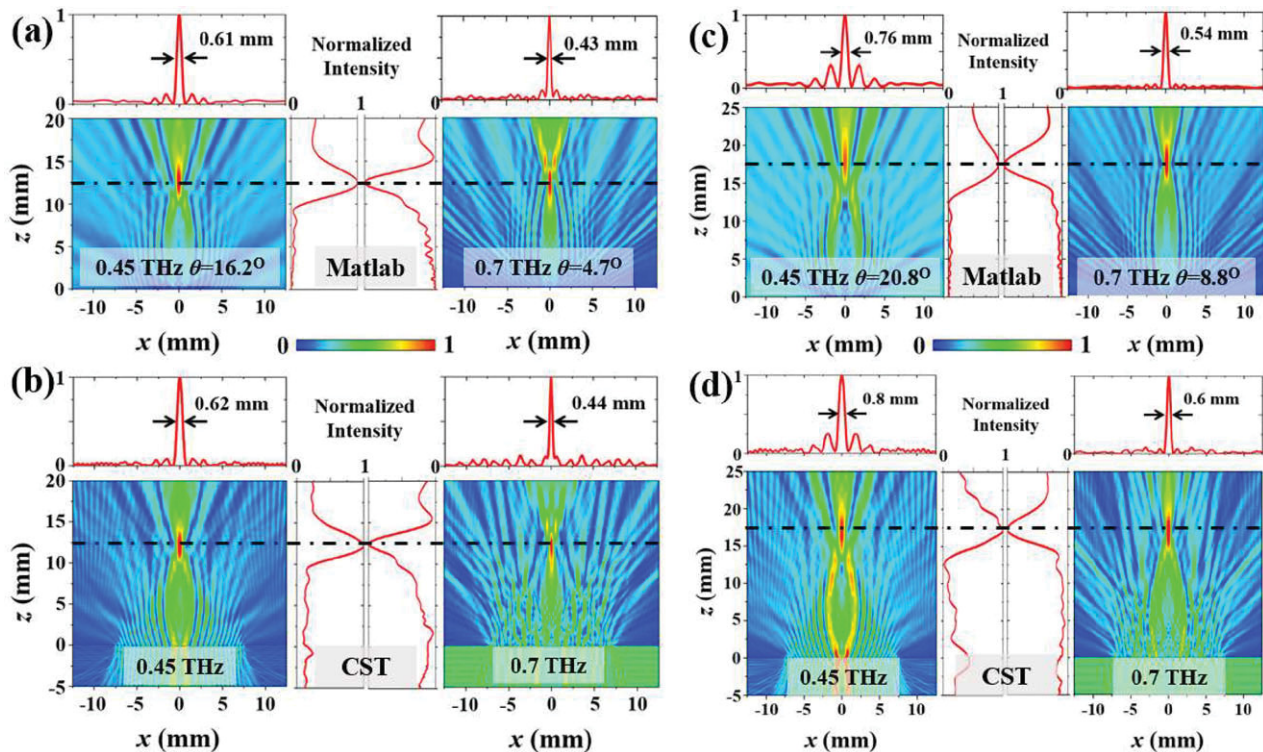 (a)
1
0.61 mm
0
Normalized
Intensity
0
1
0.43 mm
20
15
10
5
0
z (mm)
0.45 THz θ=16.2⁰
Matlab
0.7 THz θ=4.7⁰
-10 -5 0 5 10
-10 -5 0 5 10
x (mm)
0
1
x (mm)
(b)
1
0.62 mm
0
Normalized
Intensity
0
1
0.44 mm
20
15
10
5
0
-5
z (mm)
0.45 THz
CST
0.7 THz
-10 -5 0 5 10
-10 -5 0 5 10
x (mm)
x (mm)
(c)
1
0.76 mm
0
Normalized
Intensity
0
1
0.54 mm
25
20
15
10
5
0
z (mm)
0.45 THz θ=20.8⁰
Matlab
0.7 THz θ=8.8⁰
-10 -5 0 5 10
-10 -5 0 5 10
x (mm)
0
1
x (mm)
(d)
1
0.8 mm
0
Normalized
Intensity
0
1
0.6 mm
25
20
15
10
5
0
-5
z (mm)
0.45 THz
CST
0.7 THz
-10 -5 0 5 10
-10 -5 0 5 10
x (mm)
x (mm)